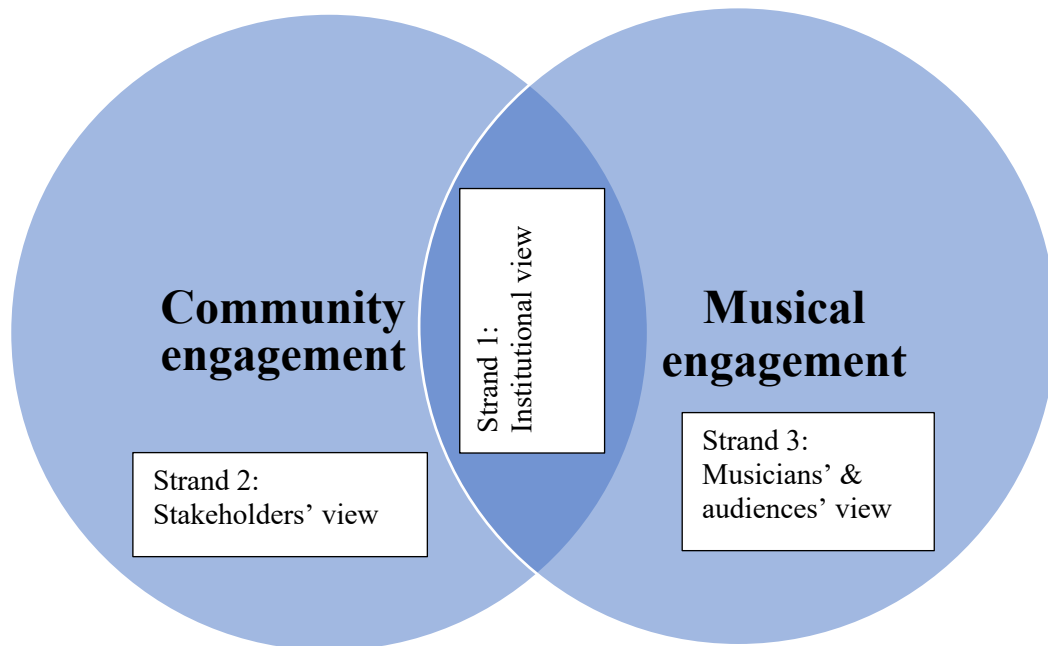 Community
engagement
Strand 2:
Stakeholders’ view
Strand 1:
Institutional view
Musical
engagement
Strand 3:
Musicians’ &
audiences’ view